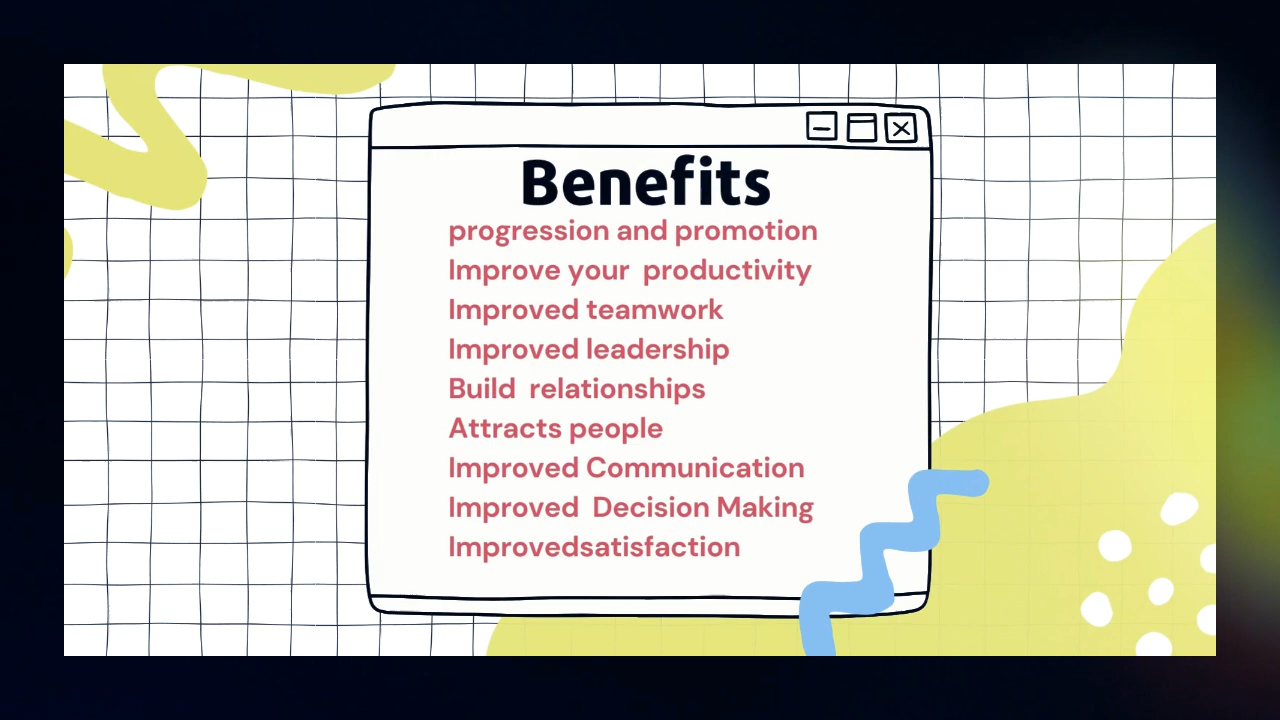 Benefits
progression and promotion
Improve your  productivity
Improved teamwork
Improved leadership
Build  relationships
Attracts people
Improved Communication
Improved  Decision Making
Improvedsatisfaction